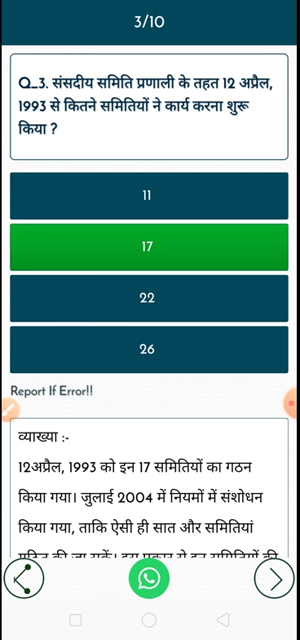 3/10
Q_3. संसदीय समिति प्रणाली के तहत 12 अप्रैल,
1993 से कितने समितियों ने कार्य करना शुरू
किया ?
11
17
22
26
Report If Error!!
व्याख्या :-
12अप्रैल, 1993 को इन 17 समितियों का गठन
किया गया। जुलाई 2004 में नियमों में संशोधन
किया गया, ताकि ऐसी ही सात और समितियां